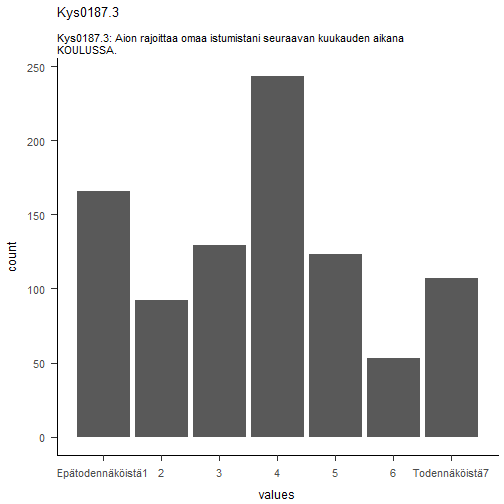 Kys0187.3
Kys0187.3: Aion rajoittaa omaa istumistani seuraavan kuukauden aikana
KOULUSSA.
250
200
150
100
50
0
count
Epätodennäköistä1 2 3 4 5 6 Todennäköistä7
values